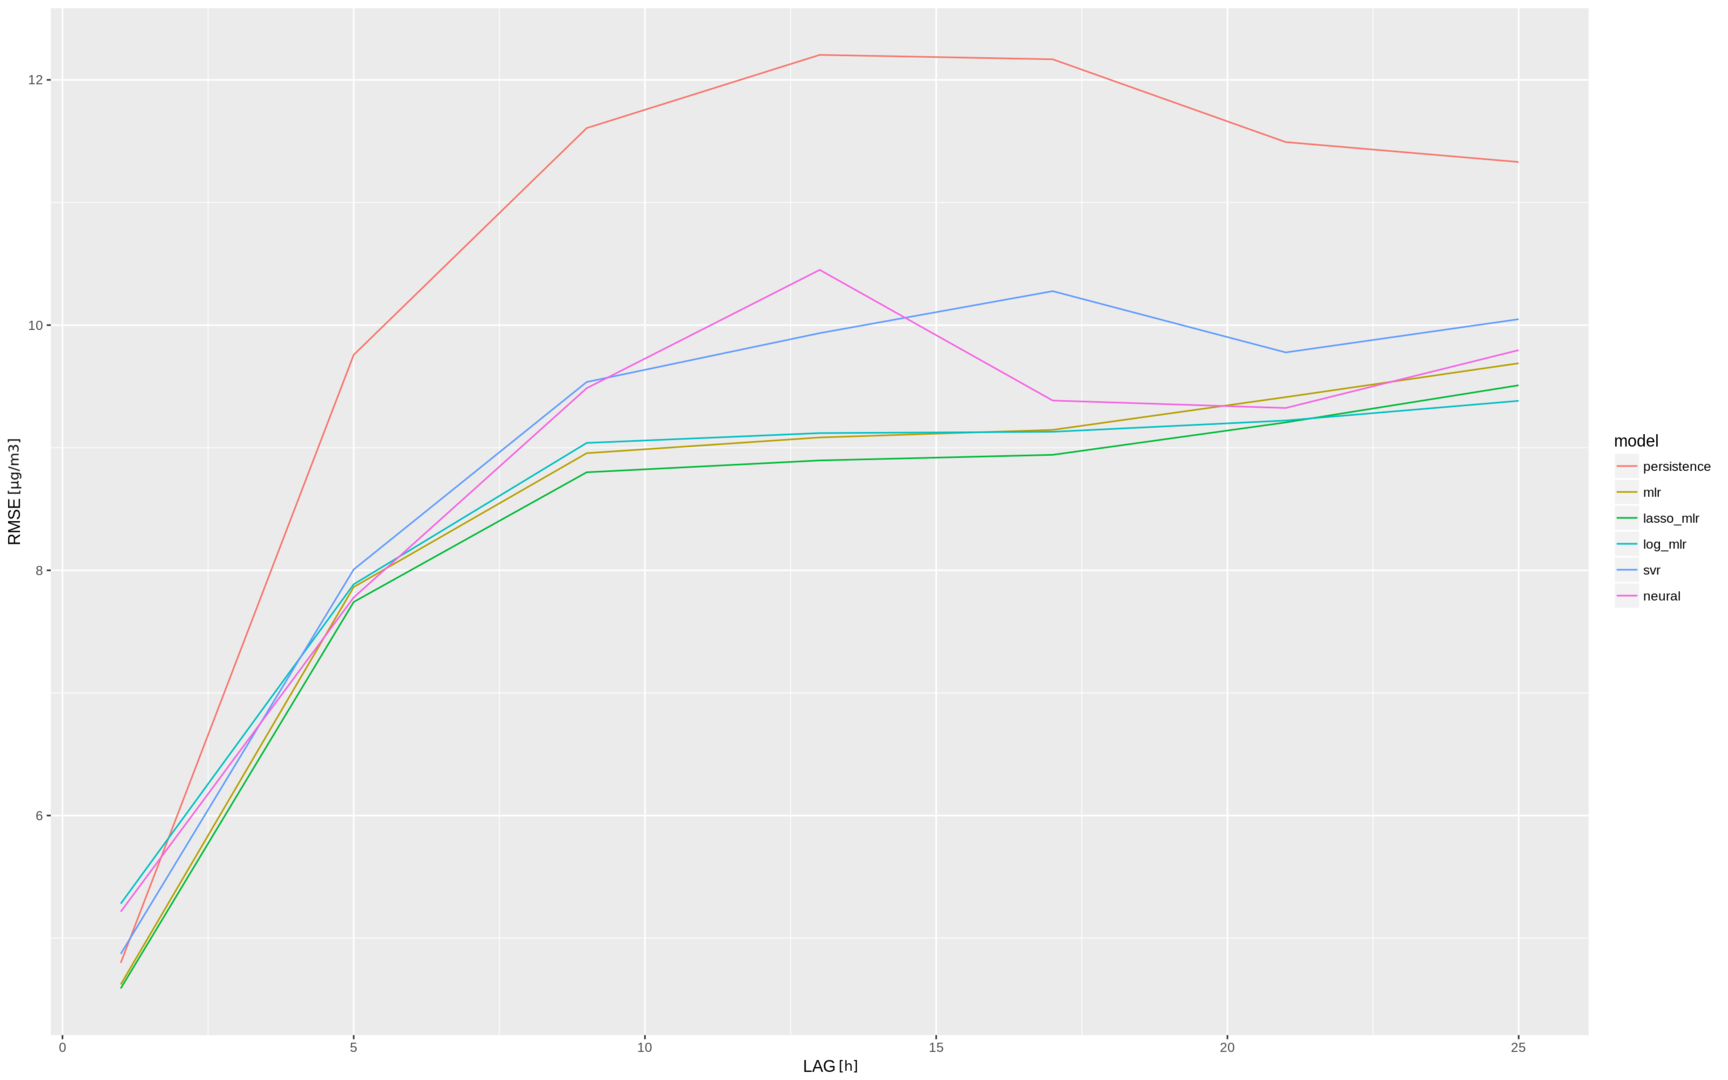 12
10
8
6
RMSE [µg/m3]
0
5
10
15
20
25
LAG [h]
model
persistence
mlr
lasso_mlr
log_mlr
svr
neural